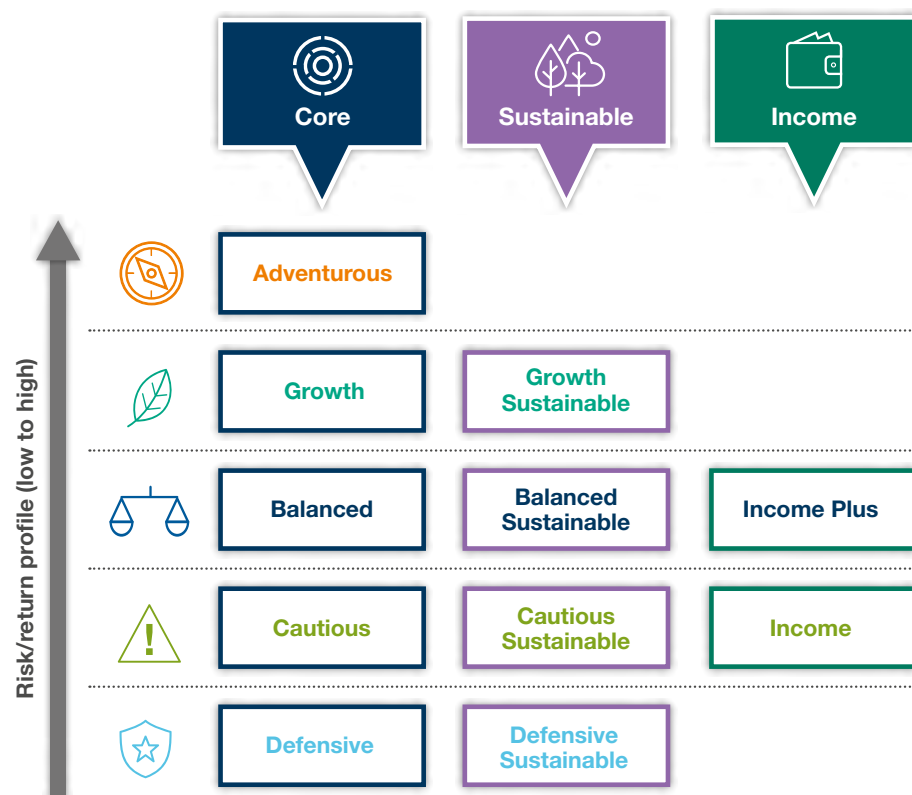 Core
Sustainable
Income
Risk/return profile (low to high)
Adventurous
Growth
Growth
Sustainable
Balanced
Balanced
Sustainable
Income Plus
!
Cautious
Cautious
Sustainable
Income
Defensive
Defensive
Sustainable